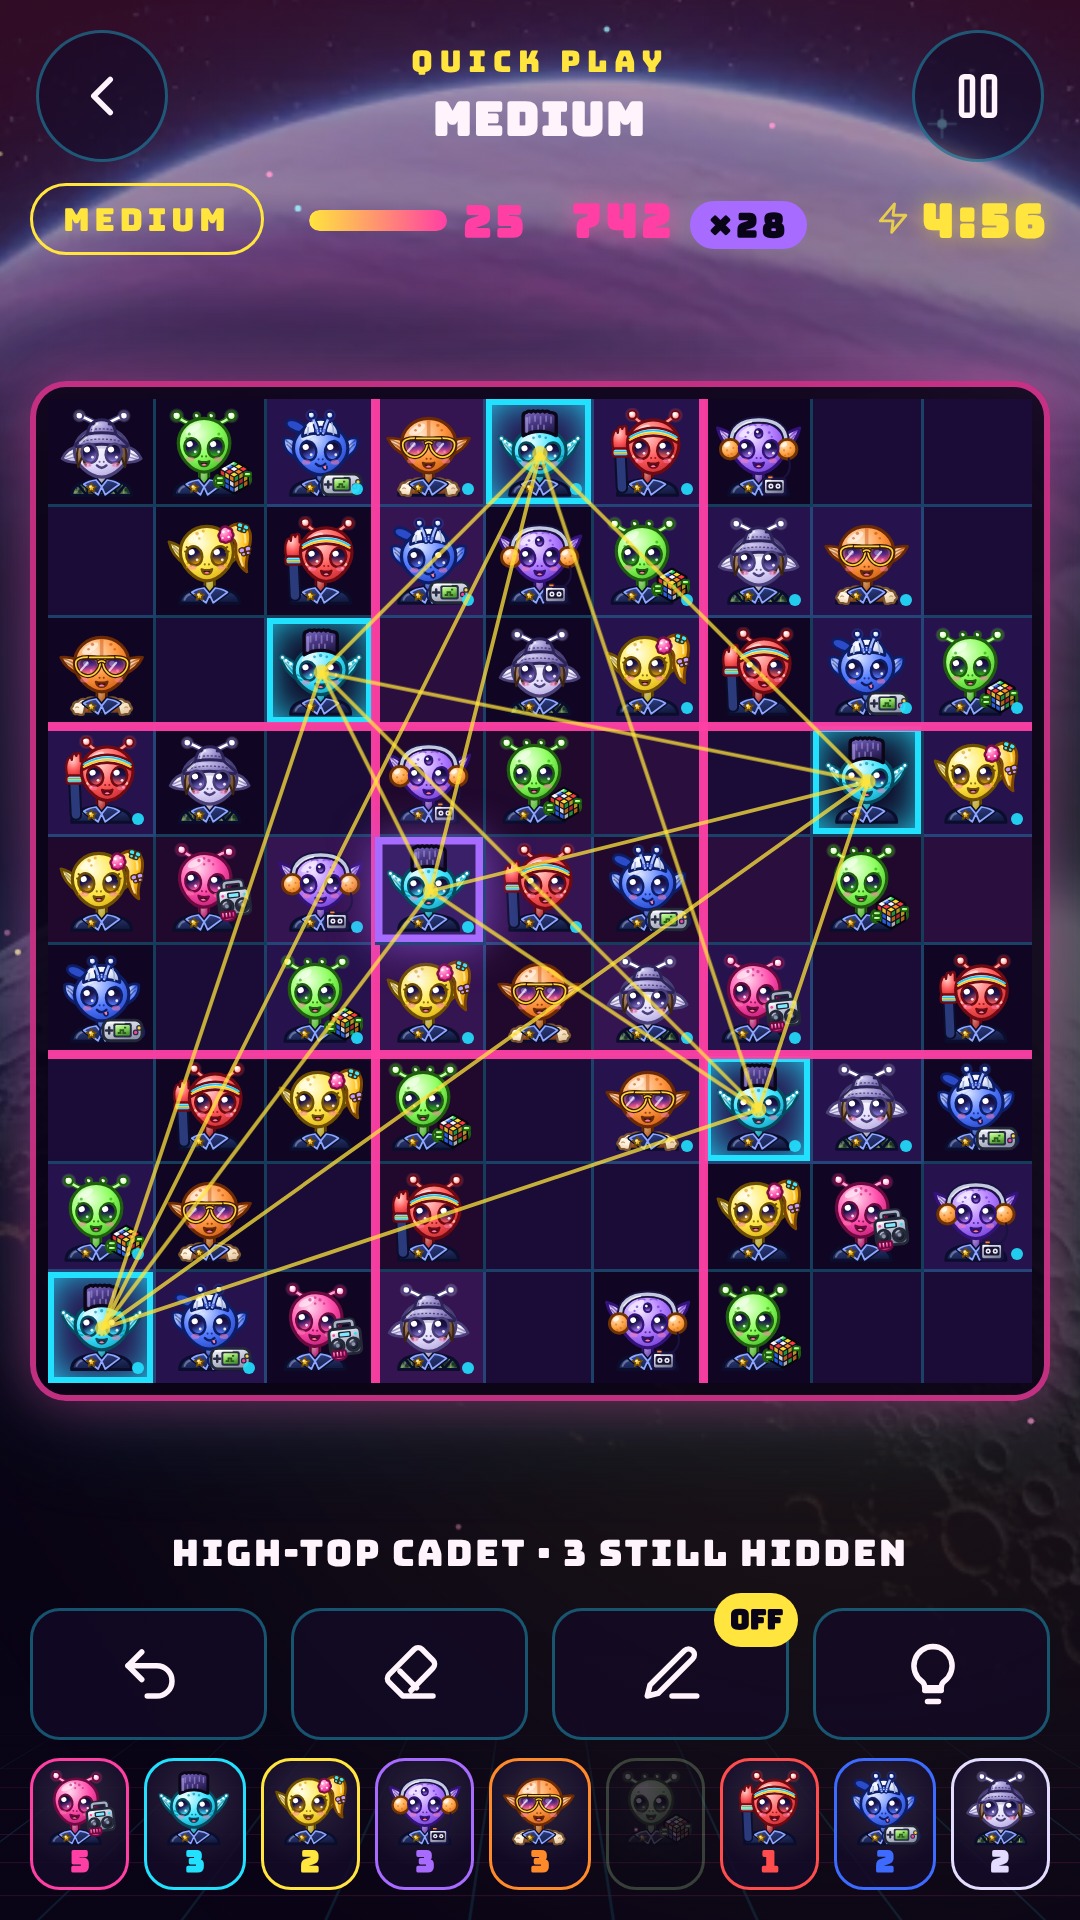 QUICK PLAY
MEDIUM
MEDIUM 25 742 ×28 4:56
HIGH-TOP CADET · 3 STILL HIDDEN
OFF
5 3 2 3 3 1 2 2